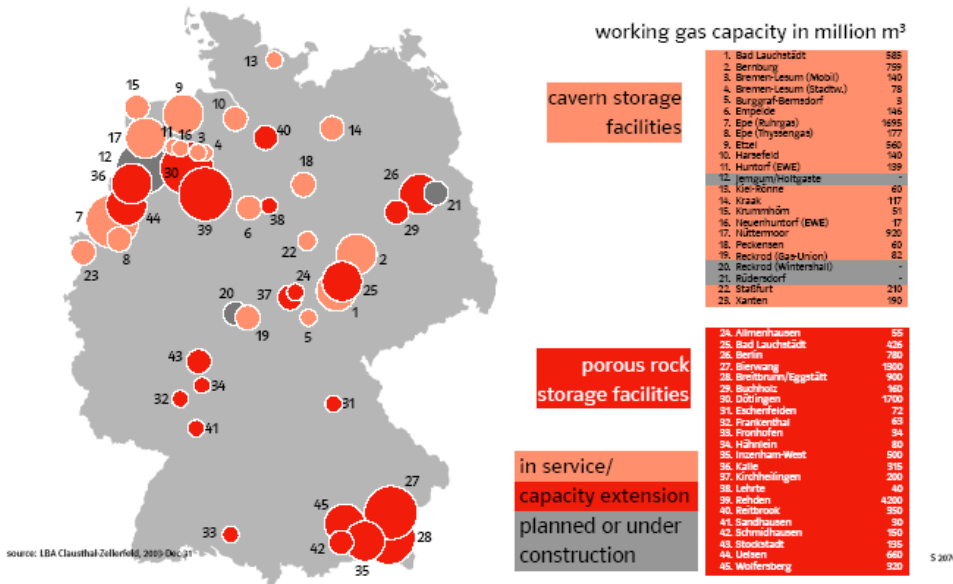 working gas capacity in million m³
cavern storage
facilities
1. Bad Lauchstädt 585
2. Bernburg 759
3. Bremen-Lesum (Mobil) 140
4. Bremen-Lesum (Stadtw.) 78
5. Burggraf-Bernsdorf 3
6. Empelde 146
7. Epe (Ruhrgas) 1695
8. Epe (Thyssengas) 177
9. Etzel 560
10. Harsefeld 140
11. Huntorf (EWE) 139
12. Jemgum/Holtgaste -
13. Kiel-Rönne 60
14. Kraak 117
15. Krummhörn 51
16. Neuenhuntorf (EWE) 17
17. Nüttermoor 920
18. Peckensen 60
19. Reckrod (Gas-Union) 82
20. Reckrod (Wintershall) -
21. Rüdersdorf -
22. Staßfurt 210
23. Xanten 190
porous rock
storage facilities
24. Allmenhausen 55
25. Bad Lauchstädt 426
26. Berlin 780
27. Bierwang 1300
28. Breitbrunn/Eggstätt 900
29. Buchholz 160
30. Dötlingen 1700
31. Eschenfelden 72
32. Frankenthal 63
33. Fronhofen 34
34. Hähnlein 80
35. Inzenham-West 500
36. Kalle 315
37. Kirchheilingen 200
38. Lehrte 40
39. Rehden 4200
40. Reitbrook 350
41. Sandhausen 30
42. Schmidhausen 150
43. Stockstadt 135
44. Uelsen 660
45. Wolfersberg 320
in service/
capacity extension
planned or under
construction
13
15
9
10
40
14
17
11
16
3
4
12
18
26
36
30
21
7
44
39
6
38
29
8
22
2
23
24
20
37
25
19
5
1
43
34
32
31
41
27
45
33
42
28
35
source: LBA Clausthal-Zellerfeld, 2003-Dec-31